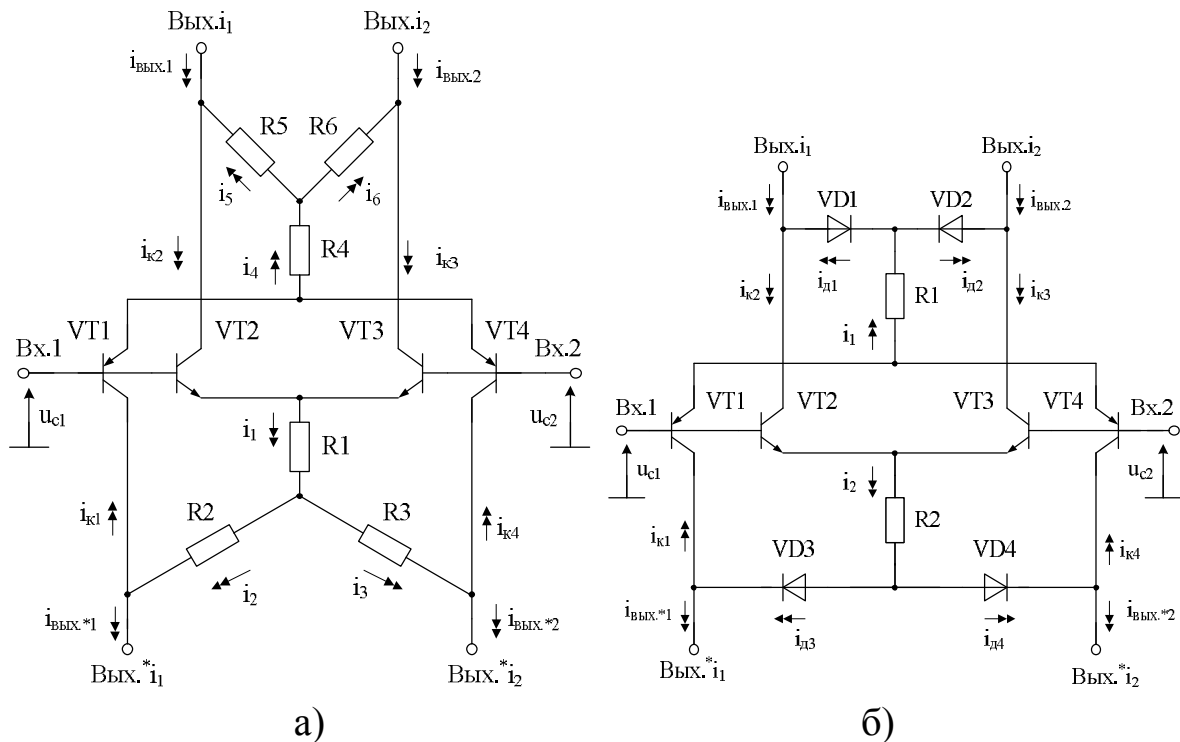 Вых.i1 Вых.i2
iвых.1 iвых.2
R5 R6
i5 i6
iк2 i4 R4 iк3
VT1 VT2 VT3 VT4
Вх.1 Вх.2
uс1 uс2
i1 R1
iк1 R2 R3 iк4
i2 i3
iвых.*1 iвых.*2
Вых.*i1 Вых.*i2
а)
Вых.i1 Вых.i2
iвых.1 VD1 VD2 iвых.2
iд1 iд2
iк2 R1 iк3
i1
VT1 VT2 VT3 VT4
Вх.1 Вх.2
uс1 uс2
i2 R2
iк1 VD3 VD4 iк4
iвых.*1 iд3 iд4 iвых.*2
Вых.*i1 Вых.*i2
б)